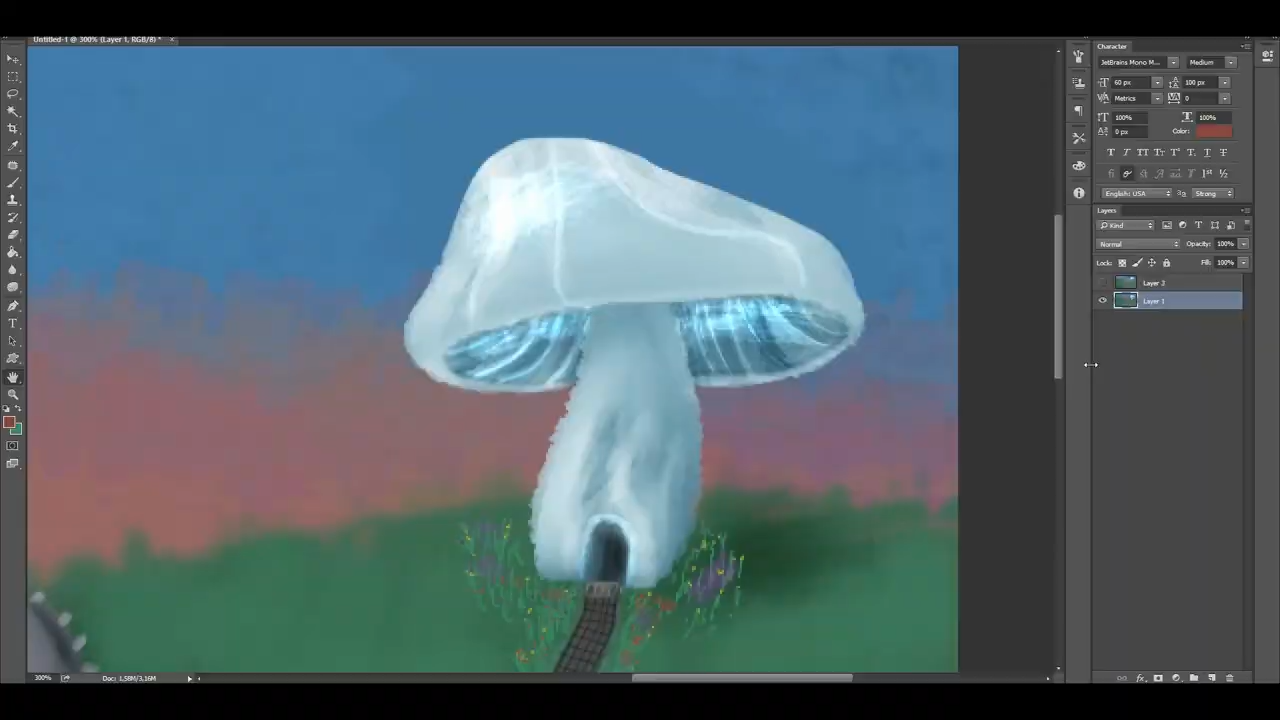 Untitled-1 @ 300% (Layer 1, RGB/8) * ×
Character
JetBrains Mono M... Medium
60 px 100 px
Metrics 0
100% 100%
0 px Color:
English: USA Strong
Layers
Kind
Normal Opacity: 100%
Lock: Fill: 100%
Layer 1
300% Doc: 1.58M/3.16M